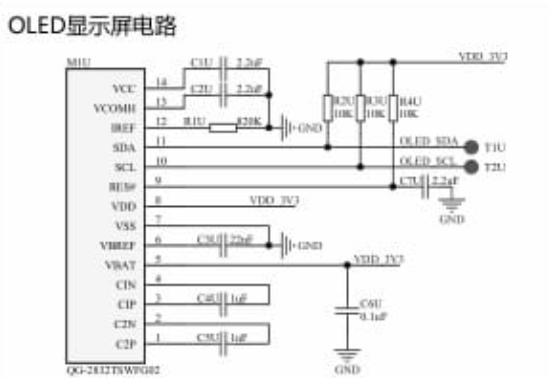 OLED显示屏电路
M1U
VCC 14 C1U 2.2uF VDD_3V3
VCOMH 13 C2U 2.2uF
IREF 12 R1U 820K GND R2U 10K R3U 10K R4U 10K
SDA 11 OLED_SDA T1U
SCL 10 OLED_SCL T2U
RES# 9 C7U 2.2uF
VDD 8 VDD_3V3 GND
VSS 7
VBREF 6 C3U 22nF GND
VBAT 5 VDD_3V3
CIN 4
CIP 3 C4U 1uF C6U 0.1uF
C2N 2
C2P 1 C5U 1uF
QG-2832TSWFG02 GND